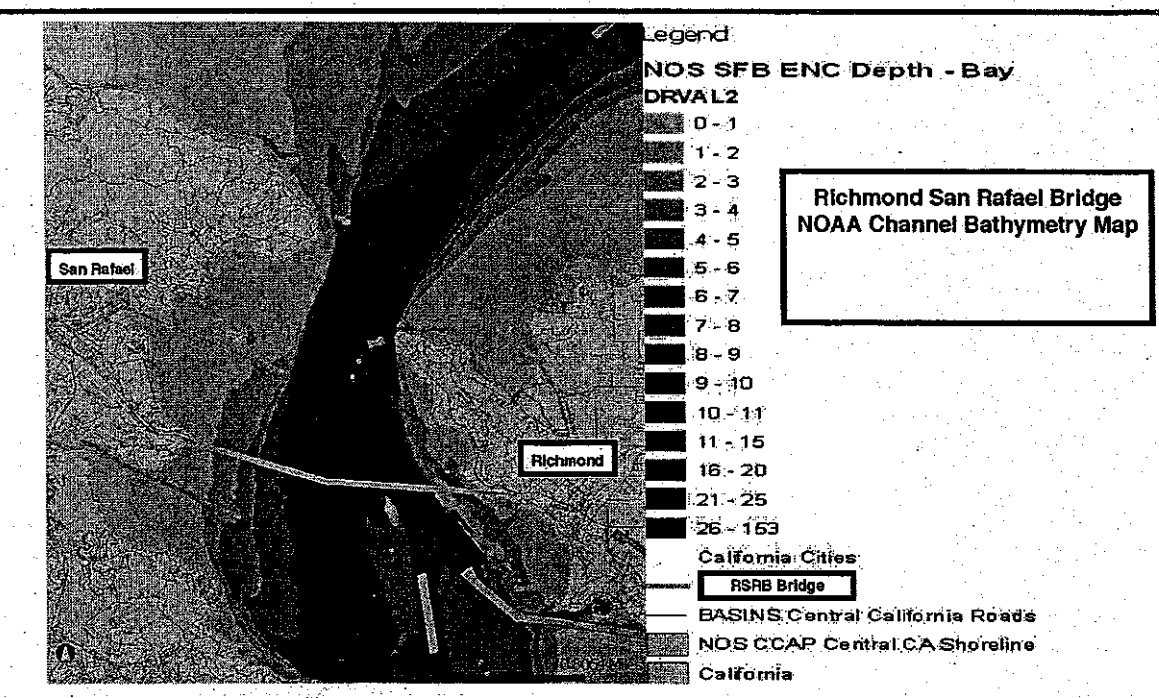 Legend
NOS SFB ENC Depth - Bay
DRVAL2
0 - 1
1 - 2
2 - 3
3 - 4
4 - 5
5 - 6
6 - 7
7 - 8
8 - 9
9 - 10
10 - 11
11 - 15
16 - 20
21 - 25
26 - 153
California Cities
RSRB Bridge
BASINS Central California Roads
NOS CCAP Central CA Shoreline
California
Richmond San Rafael Bridge
NOAA Channel Bathymetry Map
San Rafael
Richmond